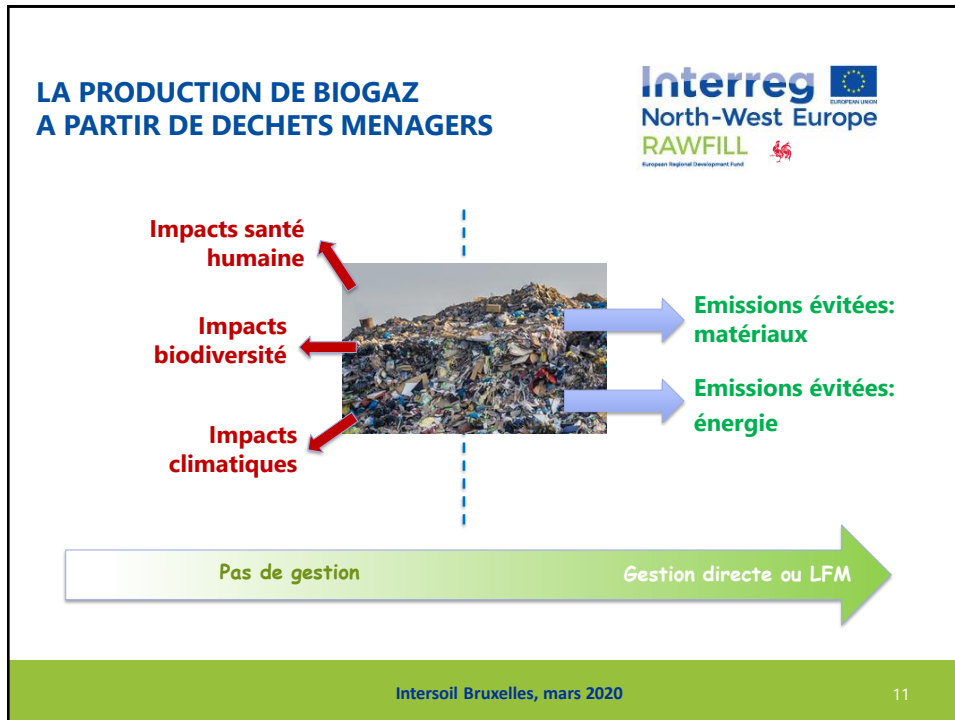 LA PRODUCTION DE BIOGAZ
A PARTIR DE DECHETS MENAGERS
Interreg
EUROPEAN UNION
North-West Europe
RAWFILL
European Regional Development Fund
Impacts santé
humaine
Impacts
biodiversité
Impacts
climatiques
Emissions évitées:
matériaux
Emissions évitées:
énergie
Pas de gestion
Gestion directe ou LFM
Intersoil Bruxelles, mars 2020
11